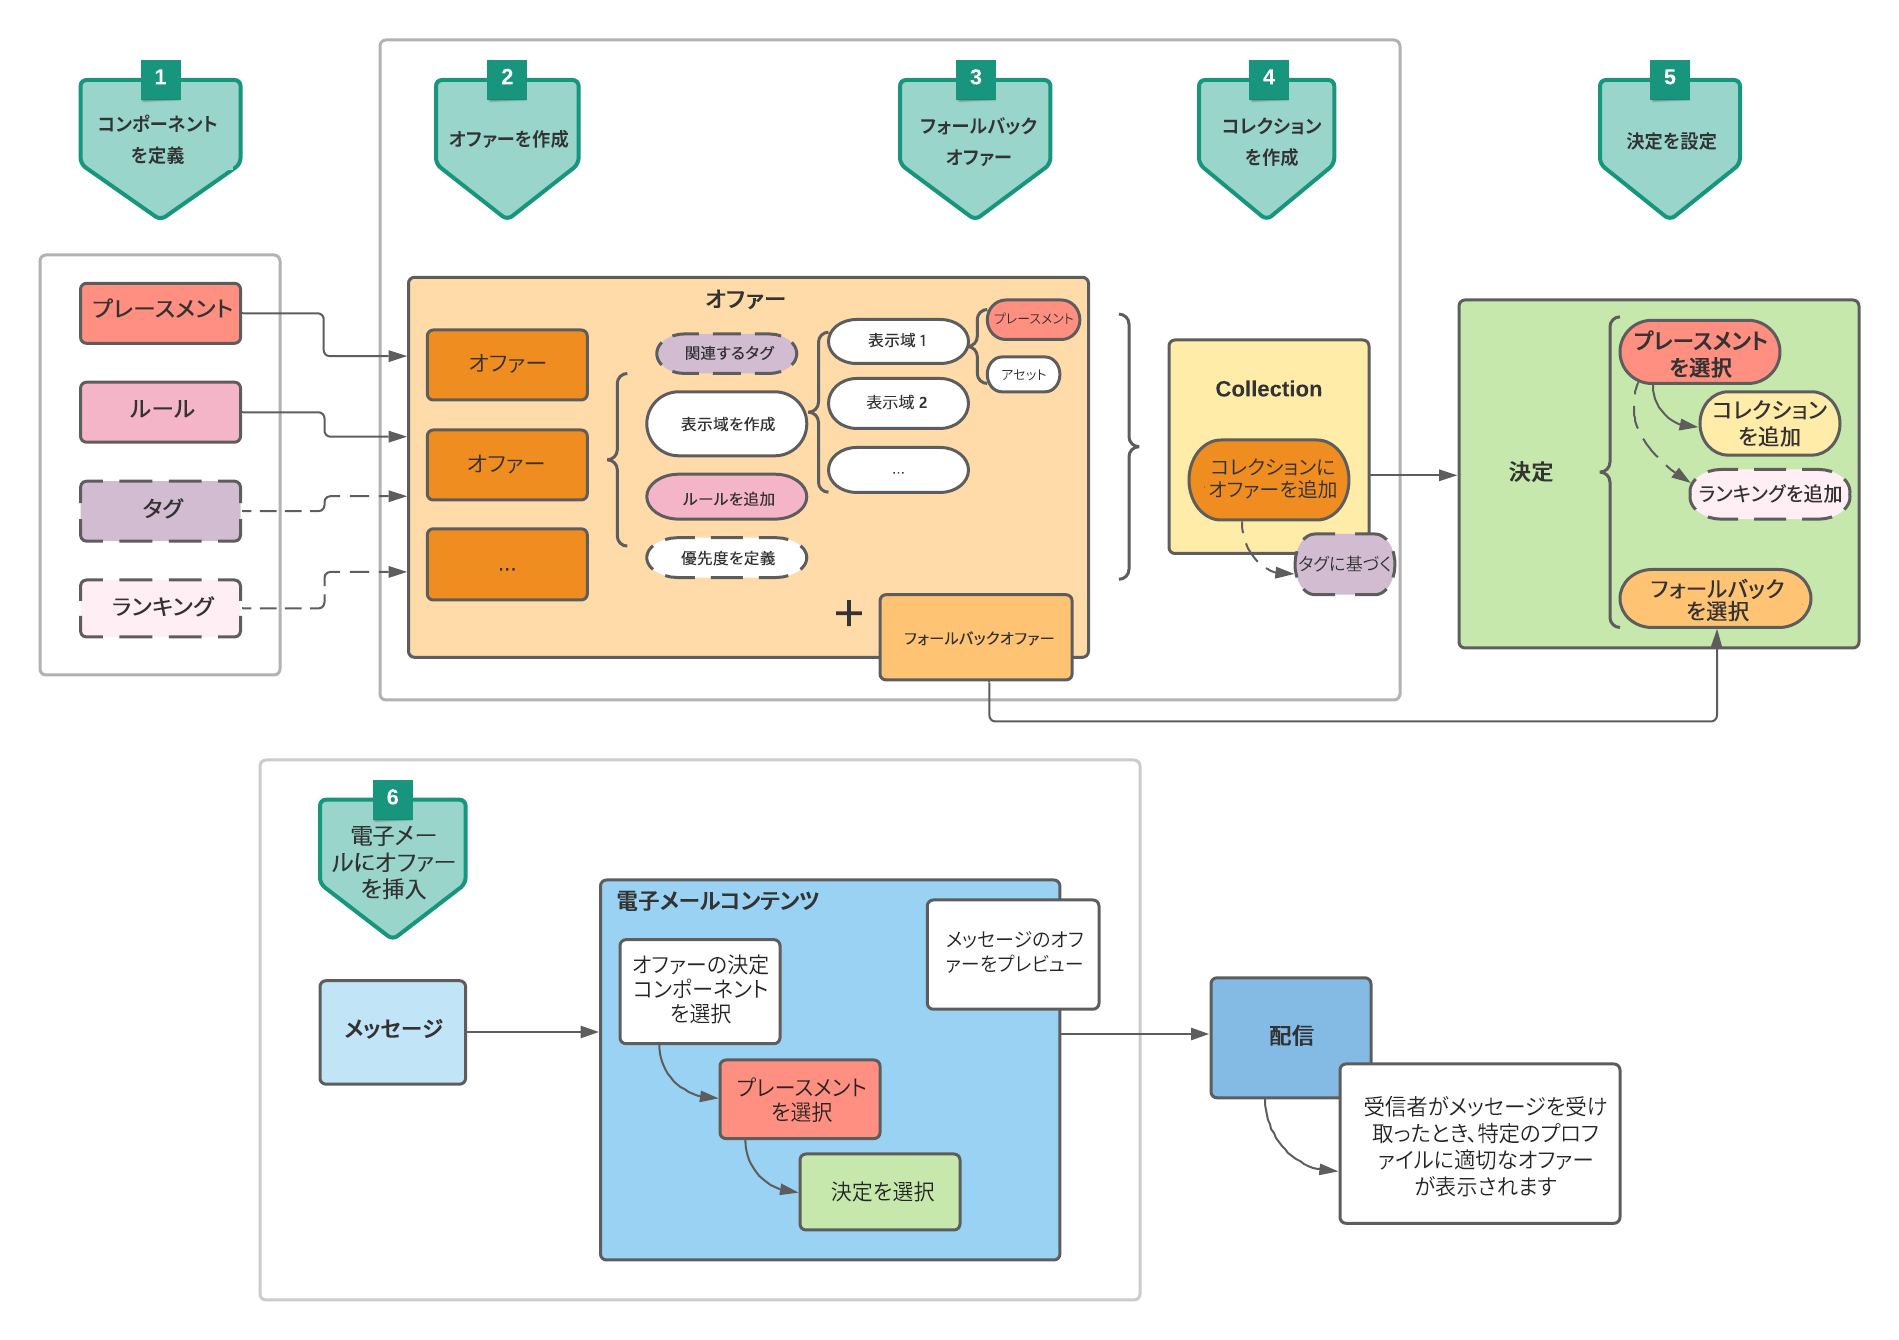 1
コンポーネント
を定義
2
オファーを作成
3
フォールバック
オファー
4
コレクション
を作成
5
決定を設定
プレースメント
ルール
タグ
ランキング
オファー
オファー
オファー
...
関連するタグ
表示域を作成
ルールを追加
優先度を定義
表示域 1
表示域 2
...
プレースメント
アセット
+
フォールバックオファー
Collection
コレクションに
オファーを追加
タグに基づく
決定
プレースメント
を選択
コレクション
を追加
ランキングを追加
フォールバック
を選択
6
電子メー
ルにオファー
を挿入
メッセージ
電子メールコンテンツ
オファーの決定
コンポーネント
を選択
プレースメント
を選択
決定を選択
メッセージのオフ
ァーをプレビュー
配信
受信者がメッセージを受け
取ったとき、特定のプロフ
ァイルに適切なオファー
が表示されます